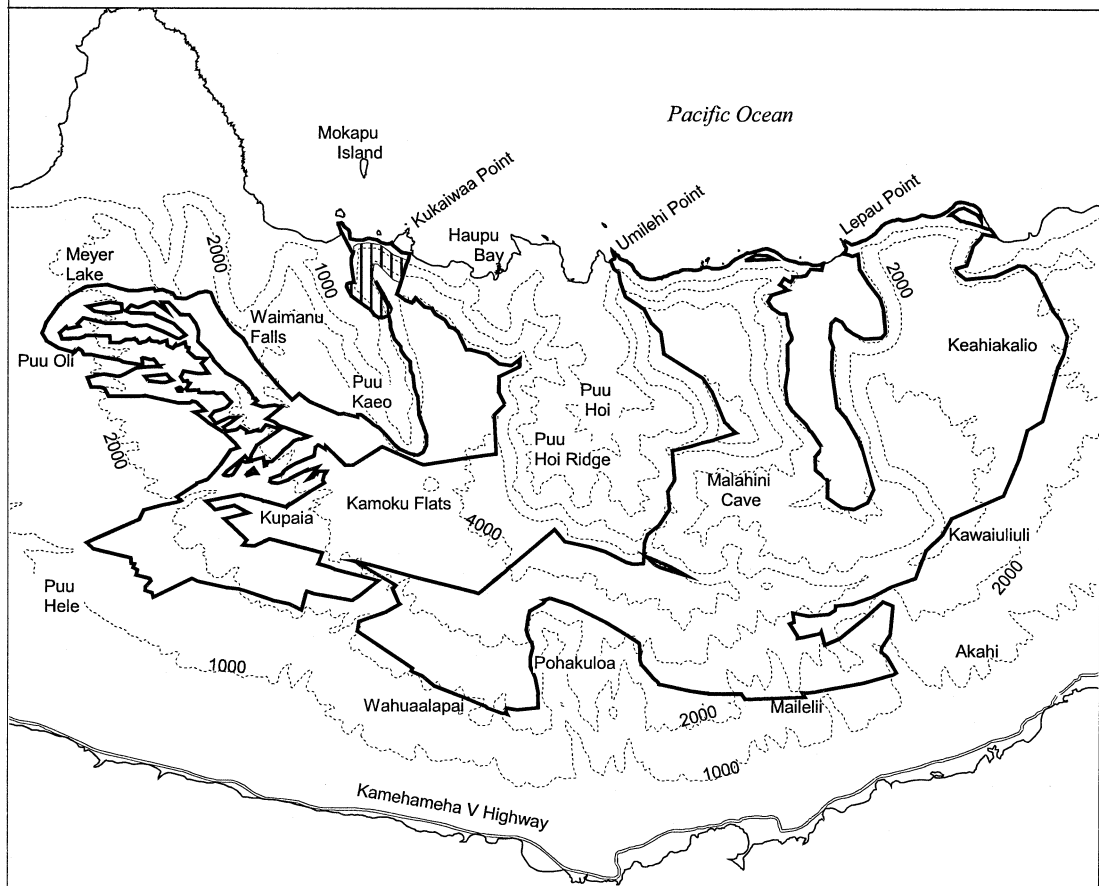 Pacific Ocean
Mokapu
Island
Kukaiwaa Point
Umilehi Point
Lepau Point
Haupu
Bay
Meyer
Lake
2000
1000
2000
Waimanu
Falls
Puu Oli
Keahiakalio
Puu
Kaeo
Puu
Hoi
Puu
Hoi Ridge
2000
Malahini
Cave
Kamoku Flats
Kupaia
4000
Kawaiuliuli
2000
Puu
Hele
Akahi
1000
Pohakuloa
Wahuaalapai
Mailelii
2000
1000
Kamehameha V Highway